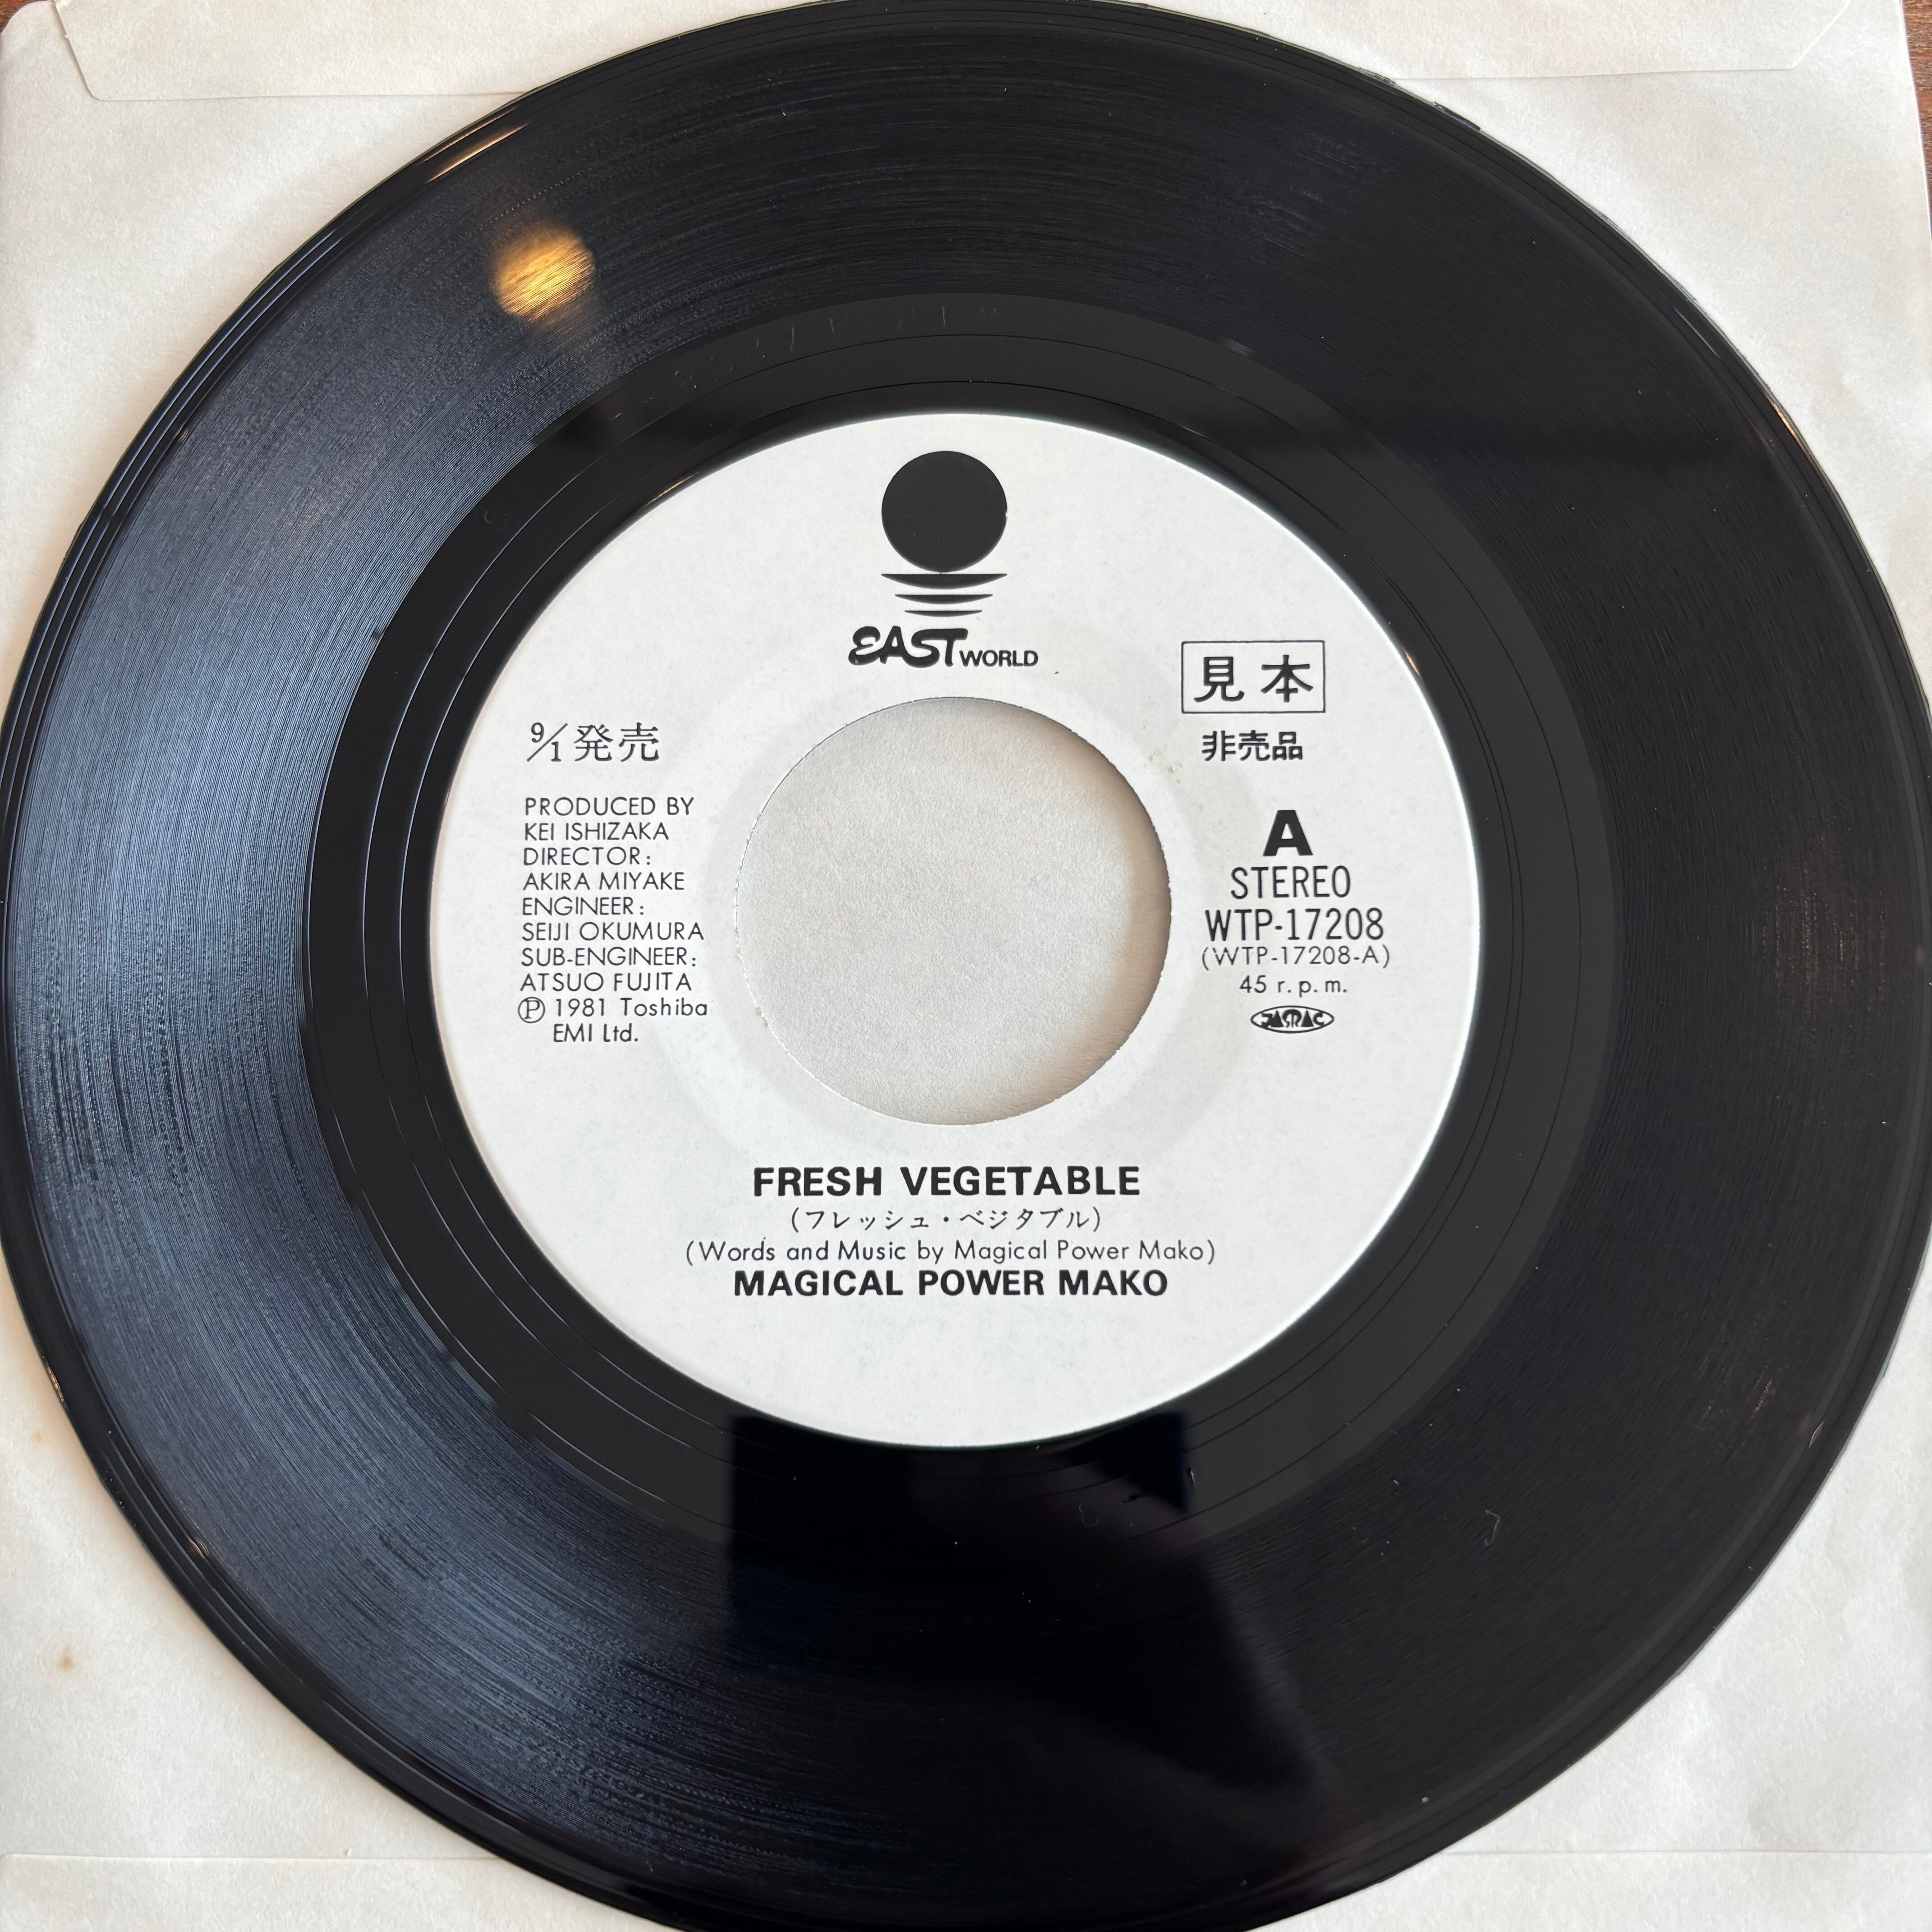 EAST WORLD
見本
非売品
9/1発売
PRODUCED BY
KEI ISHIZAKA
DIRECTOR:
AKIRA MIYAKE
ENGINEER:
SEIJI OKUMURA
SUB-ENGINEER:
ATSUO FUJITA
Ⓟ 1981 Toshiba
EMI Ltd.
A
STEREO
WTP-17208
(WTP-17208-A)
45 r.p.m.
JASRAC
FRESH VEGETABLE
(フレッシュ・ベジタブル)
(Words and Music by Magical Power Mako)
MAGICAL POWER MAKO